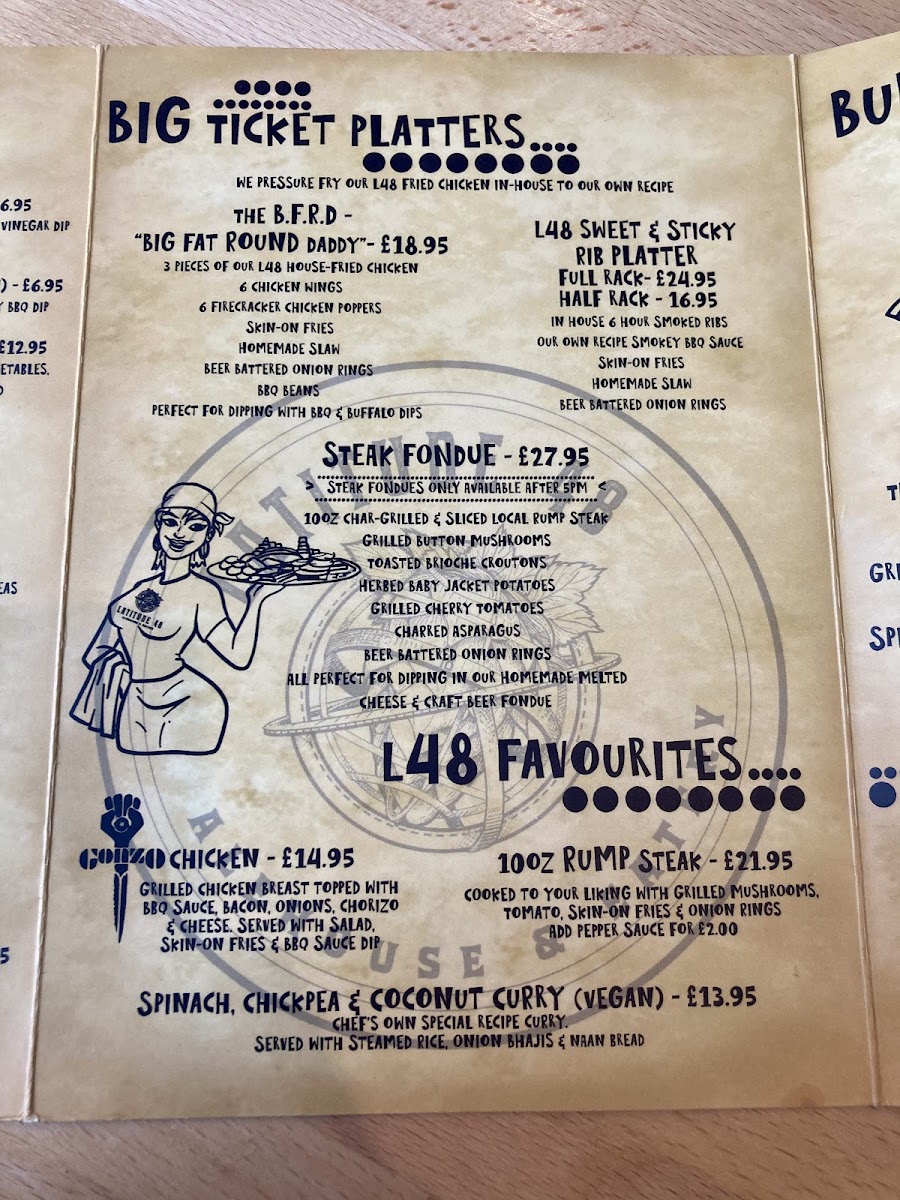 6.95
VINEGAR DIP
) - £6.95
BBQ DIP
£12.95
ETABLES,
EAS
5
BIG TICKET PLATTERS....
WE PRESSURE FRY OUR L48 FRIED CHICKEN IN-HOUSE TO OUR OWN RECIPE
THE B.F.R.D -
"BIG FAT ROUND DADDY"- £18.95
3 PIECES OF OUR L48 HOUSE-FRIED CHICKEN
6 CHICKEN WINGS
6 FIRECRACKER CHICKEN POPPERS
SKIN-ON FRIES
HOMEMADE SLAW
BEER BATTERED ONION RINGS
BBQ BEANS
PERFECT FOR DIPPING WITH BBQ & BUFFALO DIPS
L48 SWEET & STICKY
RIB PLATTER
FULL RACK- £24.95
HALF RACK - 16.95
IN HOUSE 6 HOUR SMOKED RIBS
OUR OWN RECIPE SMOKEY BBQ SAUCE
SKIN-ON FRIES
HOMEMADE SLAW
BEER BATTERED ONION RINGS
STEAK FONDUE - £27.95
> STEAK FONDUES ONLY AVAILABLE AFTER 5PM <
10OZ CHAR-GRILLED & SLICED LOCAL RUMP STEAK
GRILLED BUTTON MUSHROOMS
TOASTED BRIOCHE CROUTONS
HERBED BABY JACKET POTATOES
GRILLED CHERRY TOMATOES
CHARRED ASPARAGUS
BEER BATTERED ONION RINGS
ALL PERFECT FOR DIPPING IN OUR HOMEMADE MELTED
CHEESE & CRAFT BEER FONDUE
LATITUDE 48
LATITUDE 48
ALEHOUSE & EATERY
L48 FAVOURITES....
GONZO CHICKEN - £14.95
GRILLED CHICKEN BREAST TOPPED WITH
BBQ SAUCE, BACON, ONIONS, CHORIZO
& CHEESE. SERVED WITH SALAD,
SKIN-ON FRIES & BBQ SAUCE DIP
10OZ RUMP STEAK - £21.95
COOKED TO YOUR LIKING WITH GRILLED MUSHROOMS,
TOMATO, SKIN-ON FRIES & ONION RINGS
ADD PEPPER SAUCE FOR £2.00
SPINACH, CHICKPEA & COCONUT CURRY (VEGAN) - £13.95
CHEF'S OWN SPECIAL RECIPE CURRY.
SERVED WITH STEAMED RICE, ONION BHAJIS & NAAN BREAD
BU
GRI